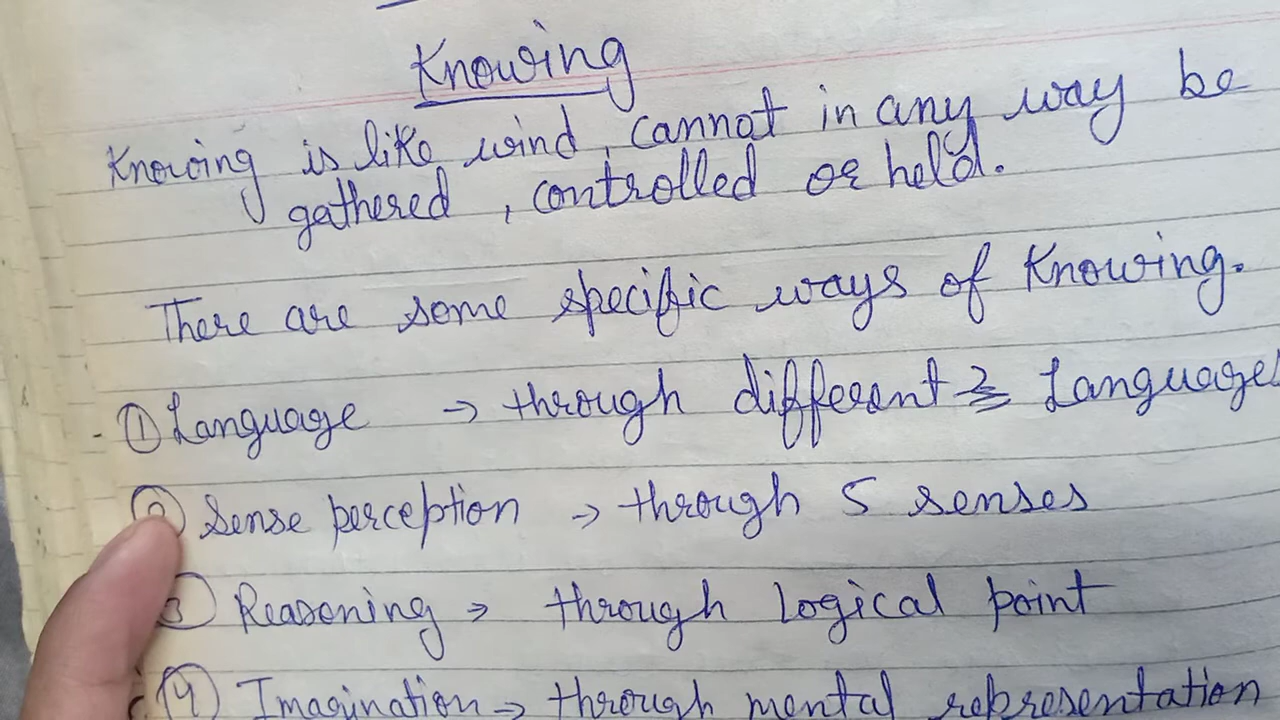 Knowing
Knowing is like wind, cannot in any way be
gathered, controlled or held.
There are some specific ways of Knowing.
① Language → through different Languages
② Sense perception → through 5 senses
③ Reasoning → through Logical point
④ Imagination → through mental representation